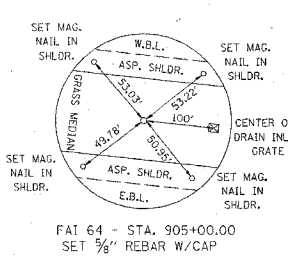 SET MAG.
NAIL IN
SHLDR.
W.B.L.
ASP. SHLDR.
SET MAG.
NAIL IN
SHLDR.
53.03'
53.22'
GRASS MEDIAN
100'
CENTER O
DRAIN INL
GRATE
49.78'
50.95'
SET MAG.
NAIL IN
SHLDR.
ASP. SHLDR.
E.B.L.
SET MAG.
NAIL IN
SHLDR.
FAI 64 - STA. 905+00.00
SET 5/8" REBAR W/CAP